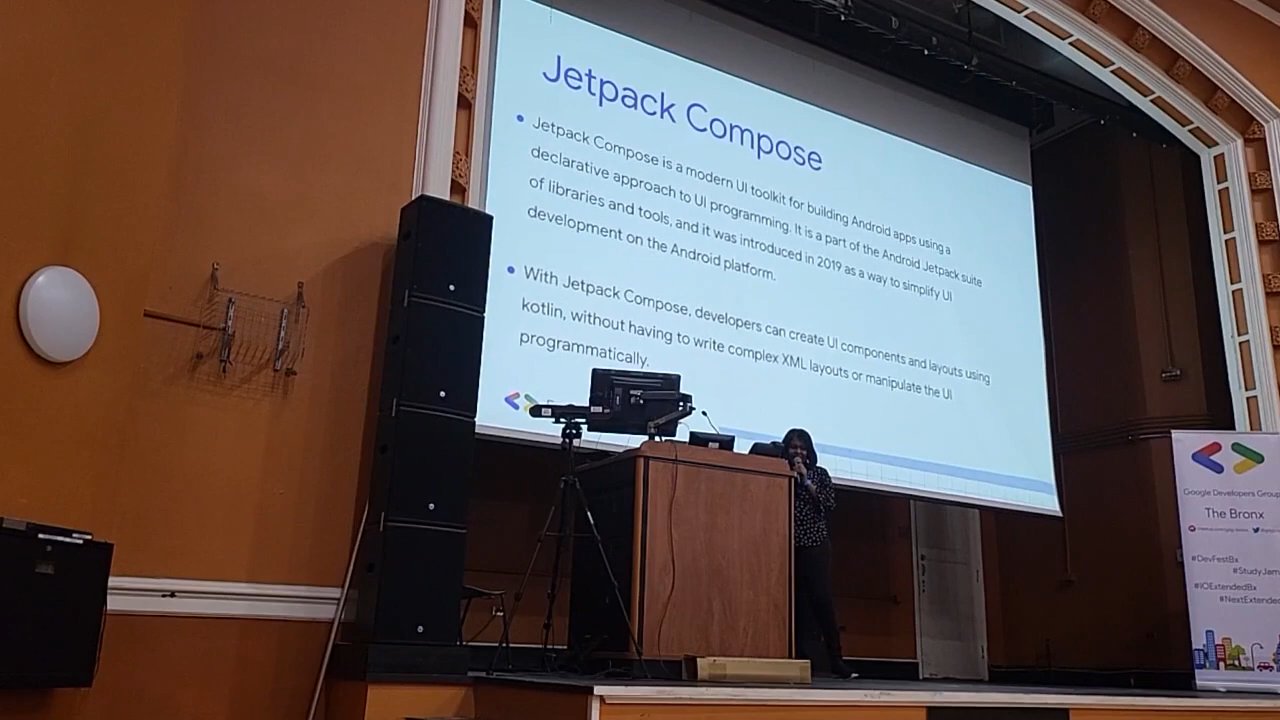 Jetpack Compose
Jetpack Compose is a modern UI toolkit for building Android apps using a
declarative approach to UI programming. It is a part of the Android Jetpack suite
of libraries and tools, and it was introduced in 2019 as a way to simplify UI
development on the Android platform.
With Jetpack Compose, developers can create UI components and layouts using
kotlin, without having to write complex XML layouts or manipulate the UI
programmatically.
Google Developers Group
The Bronx
#DevFestBx
#StudyJam
#IOExtendedBx
#NextExtended